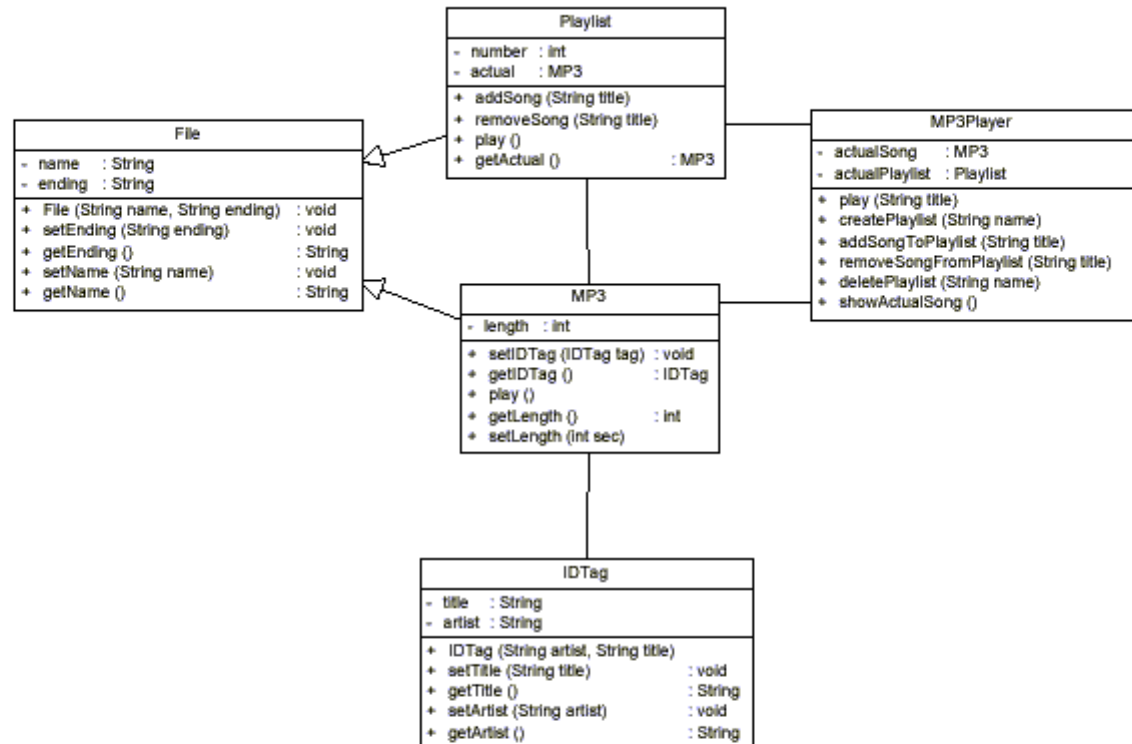 Playlist
- number : int
- actual : MP3
+ addSong (String title)
+ removeSong (String title)
+ play ()
+ getActual () : MP3
File
- name : String
- ending : String
+ File (String name, String ending) : void
+ setEnding (String ending) : void
+ getEnding () : String
+ setName (String name) : void
+ getName () : String
MP3Player
- actualSong : MP3
- actualPlaylist : Playlist
+ play (String title)
+ createPlaylist (String name)
+ addSongToPlaylist (String title)
+ removeSongFromPlaylist (String title)
+ deletePlaylist (String name)
+ showActualSong ()
MP3
- length : int
+ setIDTag (IDTag tag) : void
+ getIDTag () : IDTag
+ play ()
+ getLength () : int
+ setLength (int sec)
IDTag
- title : String
- artist : String
+ IDTag (String artist, String title)
+ setTitle (String title) : void
+ getTitle () : String
+ setArtist (String artist) : void
+ getArtist () : String